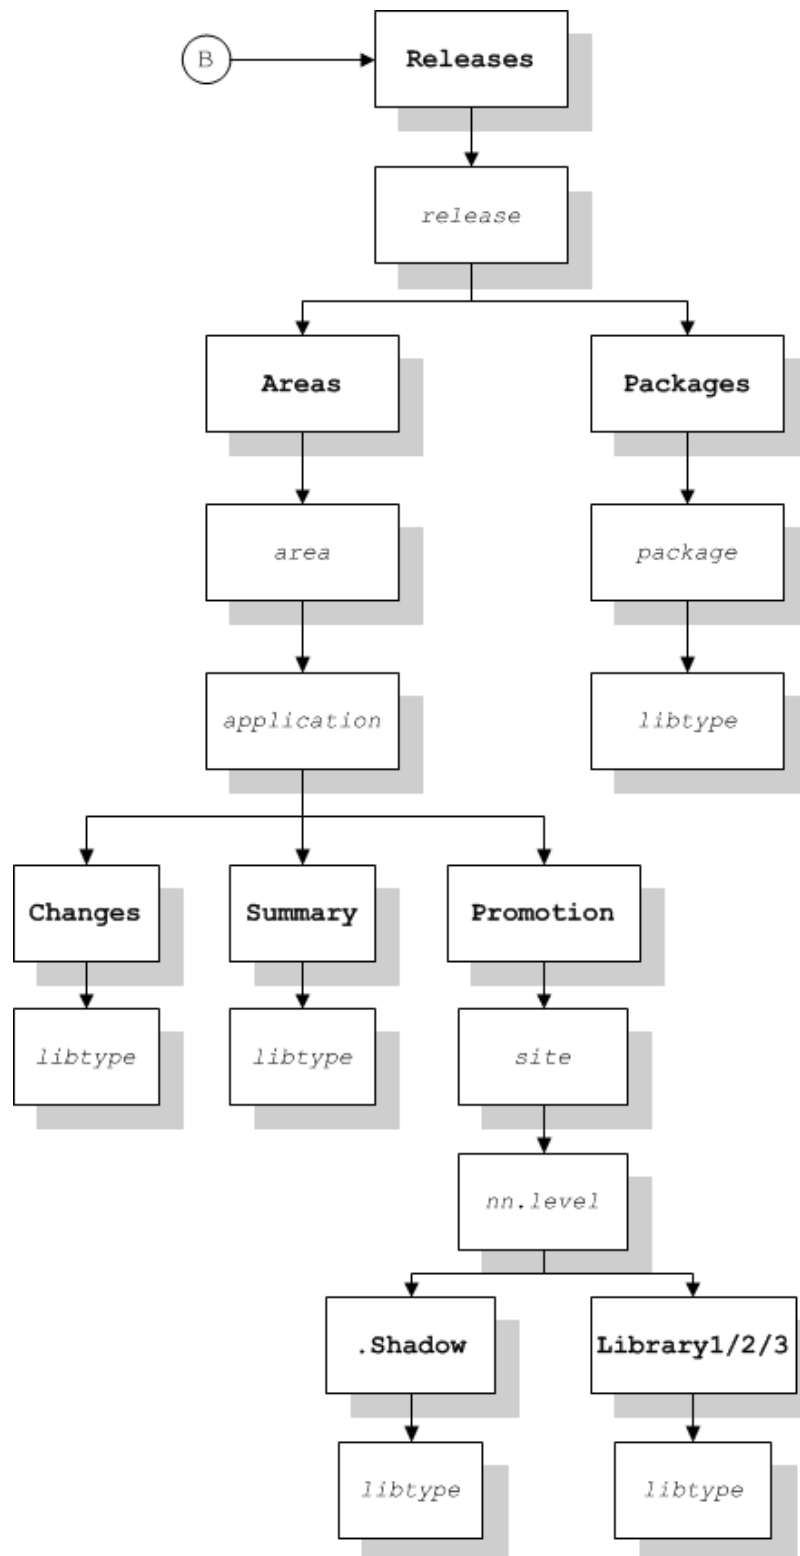 B
Releases
release
Areas
Packages
area
package
application
libtype
Changes
Summary
Promotion
libtype
libtype
site
nn.level
.Shadow
Library1/2/3
libtype
libtype